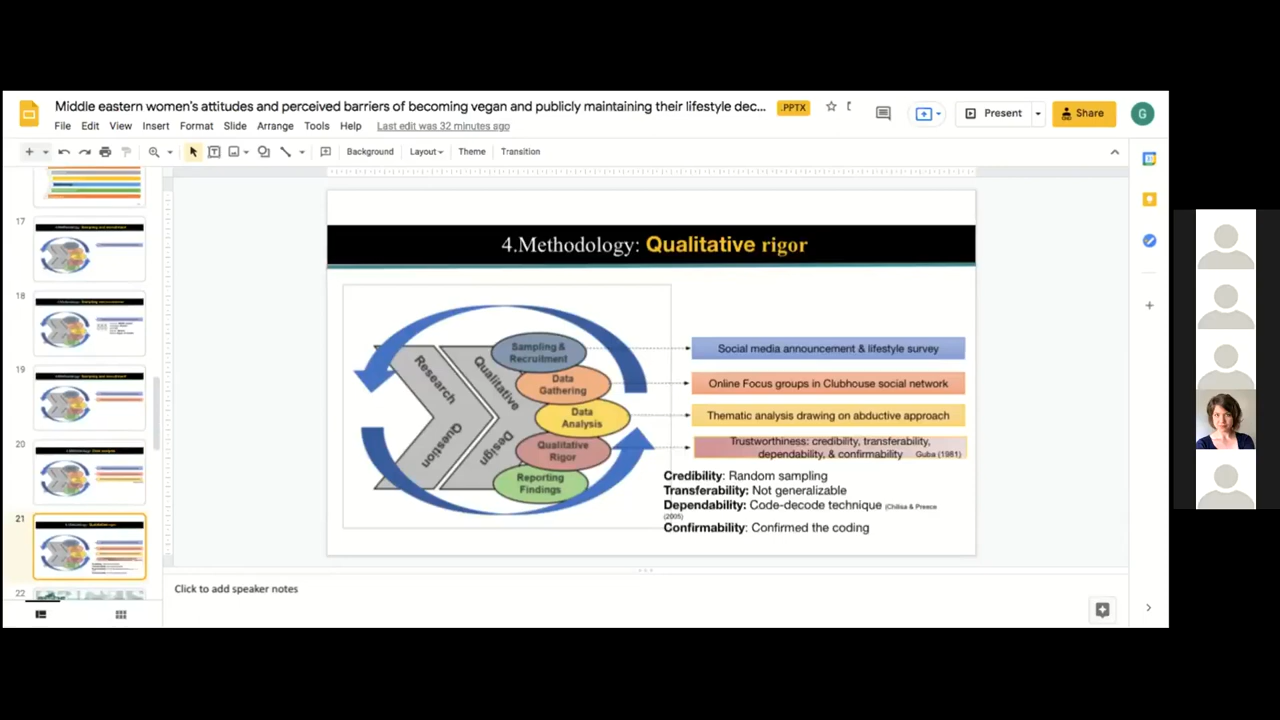 Middle eastern women's attitudes and perceived barriers of becoming vegan and publicly maintaining their lifestyle dec...
.PPTX
Present
Share
G
File Edit View Insert Format Slide Arrange Tools Help Last edit was 32 minutes ago
Background Layout Theme Transition
17
18
19
20
21
22
4.Methodology: Qualitative rigor
Research
Question
Qualitative
Design
Sampling &
Recruitment
Data
Gathering
Data
Analysis
Qualitative
Rigor
Reporting
Findings
Social media announcement & lifestyle survey
Online Focus groups in Clubhouse social network
Thematic analysis drawing on abductive approach
Trustworthiness: credibility, transferability,
dependability, & confirmability Guba (1981)
Credibility: Random sampling
Transferability: Not generalizable
Dependability: Code-decode technique (Chilisa & Preece
(2005)
Confirmability: Confirmed the coding
Click to add speaker notes